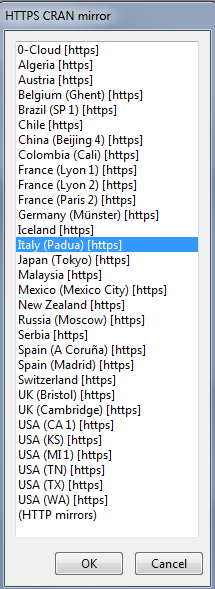 HTTPS CRAN mirror
0-Cloud [https]
Algeria [https]
Austria [https]
Belgium (Ghent) [https]
Brazil (SP 1) [https]
Chile [https]
China (Beijing 4) [https]
Colombia (Cali) [https]
France (Lyon 1) [https]
France (Lyon 2) [https]
France (Paris 2) [https]
Germany (Münster) [https]
Iceland [https]
Italy (Padua) [https]
Japan (Tokyo) [https]
Malaysia [https]
Mexico (Mexico City) [https]
New Zealand [https]
Russia (Moscow) [https]
Serbia [https]
Spain (A Coruña) [https]
Spain (Madrid) [https]
Switzerland [https]
UK (Bristol) [https]
UK (Cambridge) [https]
USA (CA 1) [https]
USA (KS) [https]
USA (MI 1) [https]
USA (TN) [https]
USA (TX) [https]
USA (WA) [https]
(HTTP mirrors)
OK
Cancel